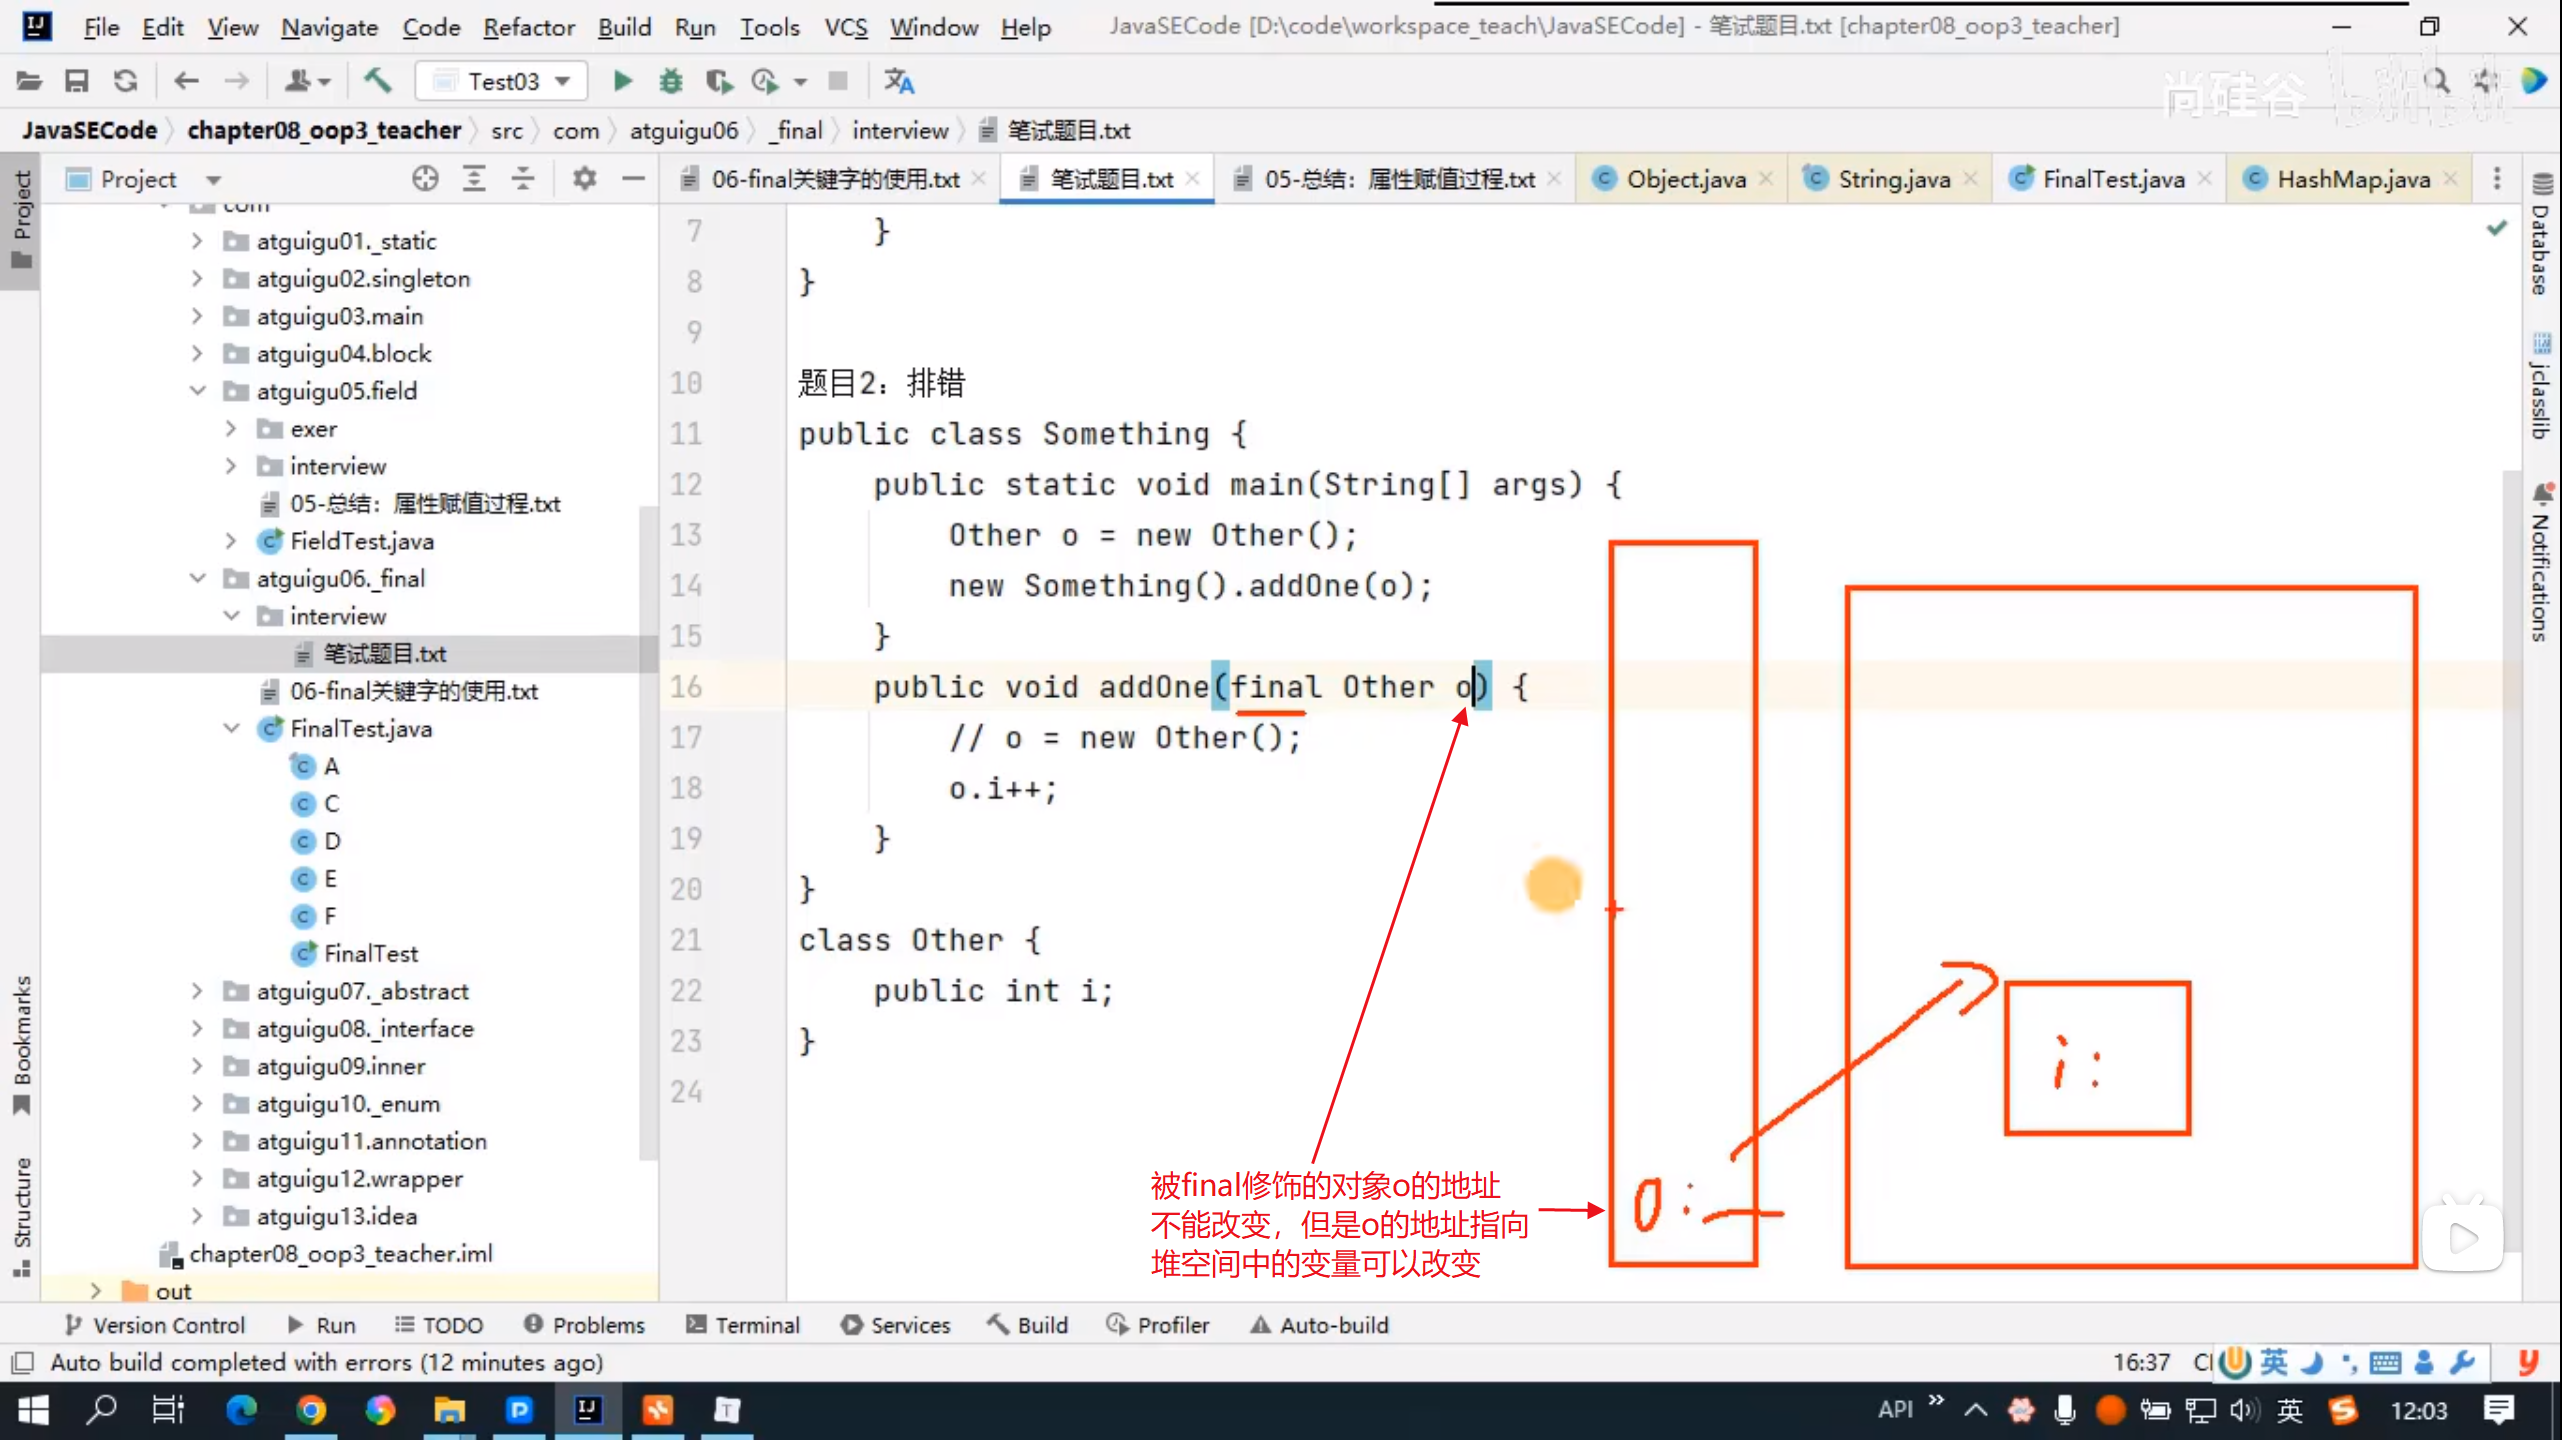 File Edit View Navigate Code Refactor Build Run Tools VCS Window Help JavaSECode [D:\code\workspace_teach\JavaSECode] - 笔试题目.txt [chapter08_oop3_teacher]
Test03
尚硅谷 bilibili
JavaSECode chapter08_oop3_teacher src com atguigu06 _final interview 笔试题目.txt
Project
06-final关键字的使用.txt 笔试题目.txt 05-总结：属性赋值过程.txt Object.java String.java FinalTest.java HashMap.java
Project
Bookmarks
Structure
com
atguigu01._static
atguigu02.singleton
atguigu03.main
atguigu04.block
atguigu05.field
exer
interview
05-总结：属性赋值过程.txt
FieldTest.java
atguigu06._final
interview
笔试题目.txt
06-final关键字的使用.txt
FinalTest.java
A
C
D
E
F
FinalTest
atguigu07._abstract
atguigu08._interface
atguigu09.inner
atguigu10._enum
atguigu11.annotation
atguigu12.wrapper
atguigu13.idea
chapter08_oop3_teacher.iml
out
7 }
8 }
9
10 题目2：排错
11 public class Something {
12 public static void main(String[] args) {
13 Other o = new Other();
14 new Something().addOne(o);
15 }
16 public void addOne(final Other o) {
17 // o = new Other();
18 o.i++;
19 }
20 }
21 class Other {
22 public int i;
23 }
24
被final修饰的对象o的地址
不能改变，但是o的地址指向
堆空间中的变量可以改变
o:
i:
Database
jclasslib
Notifications
Version Control Run TODO Problems Terminal Services Build Profiler Auto-build
Auto build completed with errors (12 minutes ago)
16:37 英
API 英 12:03